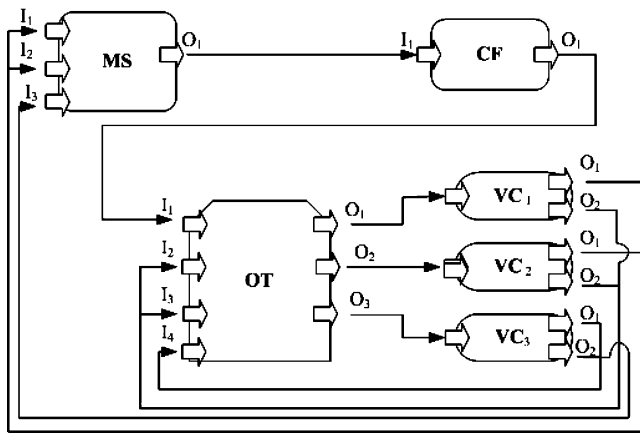 I₁ O₁ I₁ O₁
I₂ MS CF
I₃
I₁ O₁ VC₁ O₁
O₂
I₂ O₂ VC₂ O₁
OT O₂
I₃ O₃ O₁
I₄ VC₃ O₂